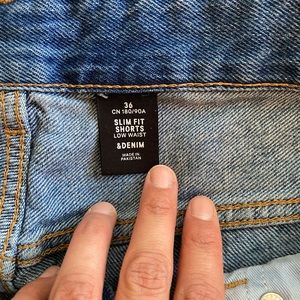 36
CN 180/90A
SLIM FIT
SHORTS
LOW WAIST
&DENIM
MADE IN
PAKISTAN